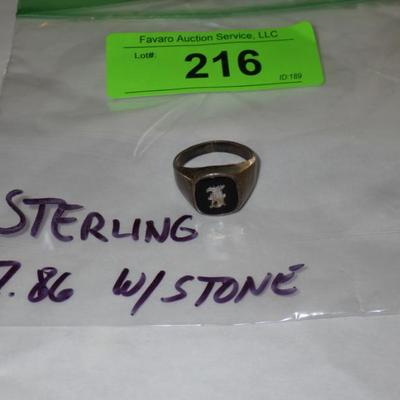 Favaro Auction Service, LLC
Lot#:
216
ID:189
STERLING
7.86 W/STONE